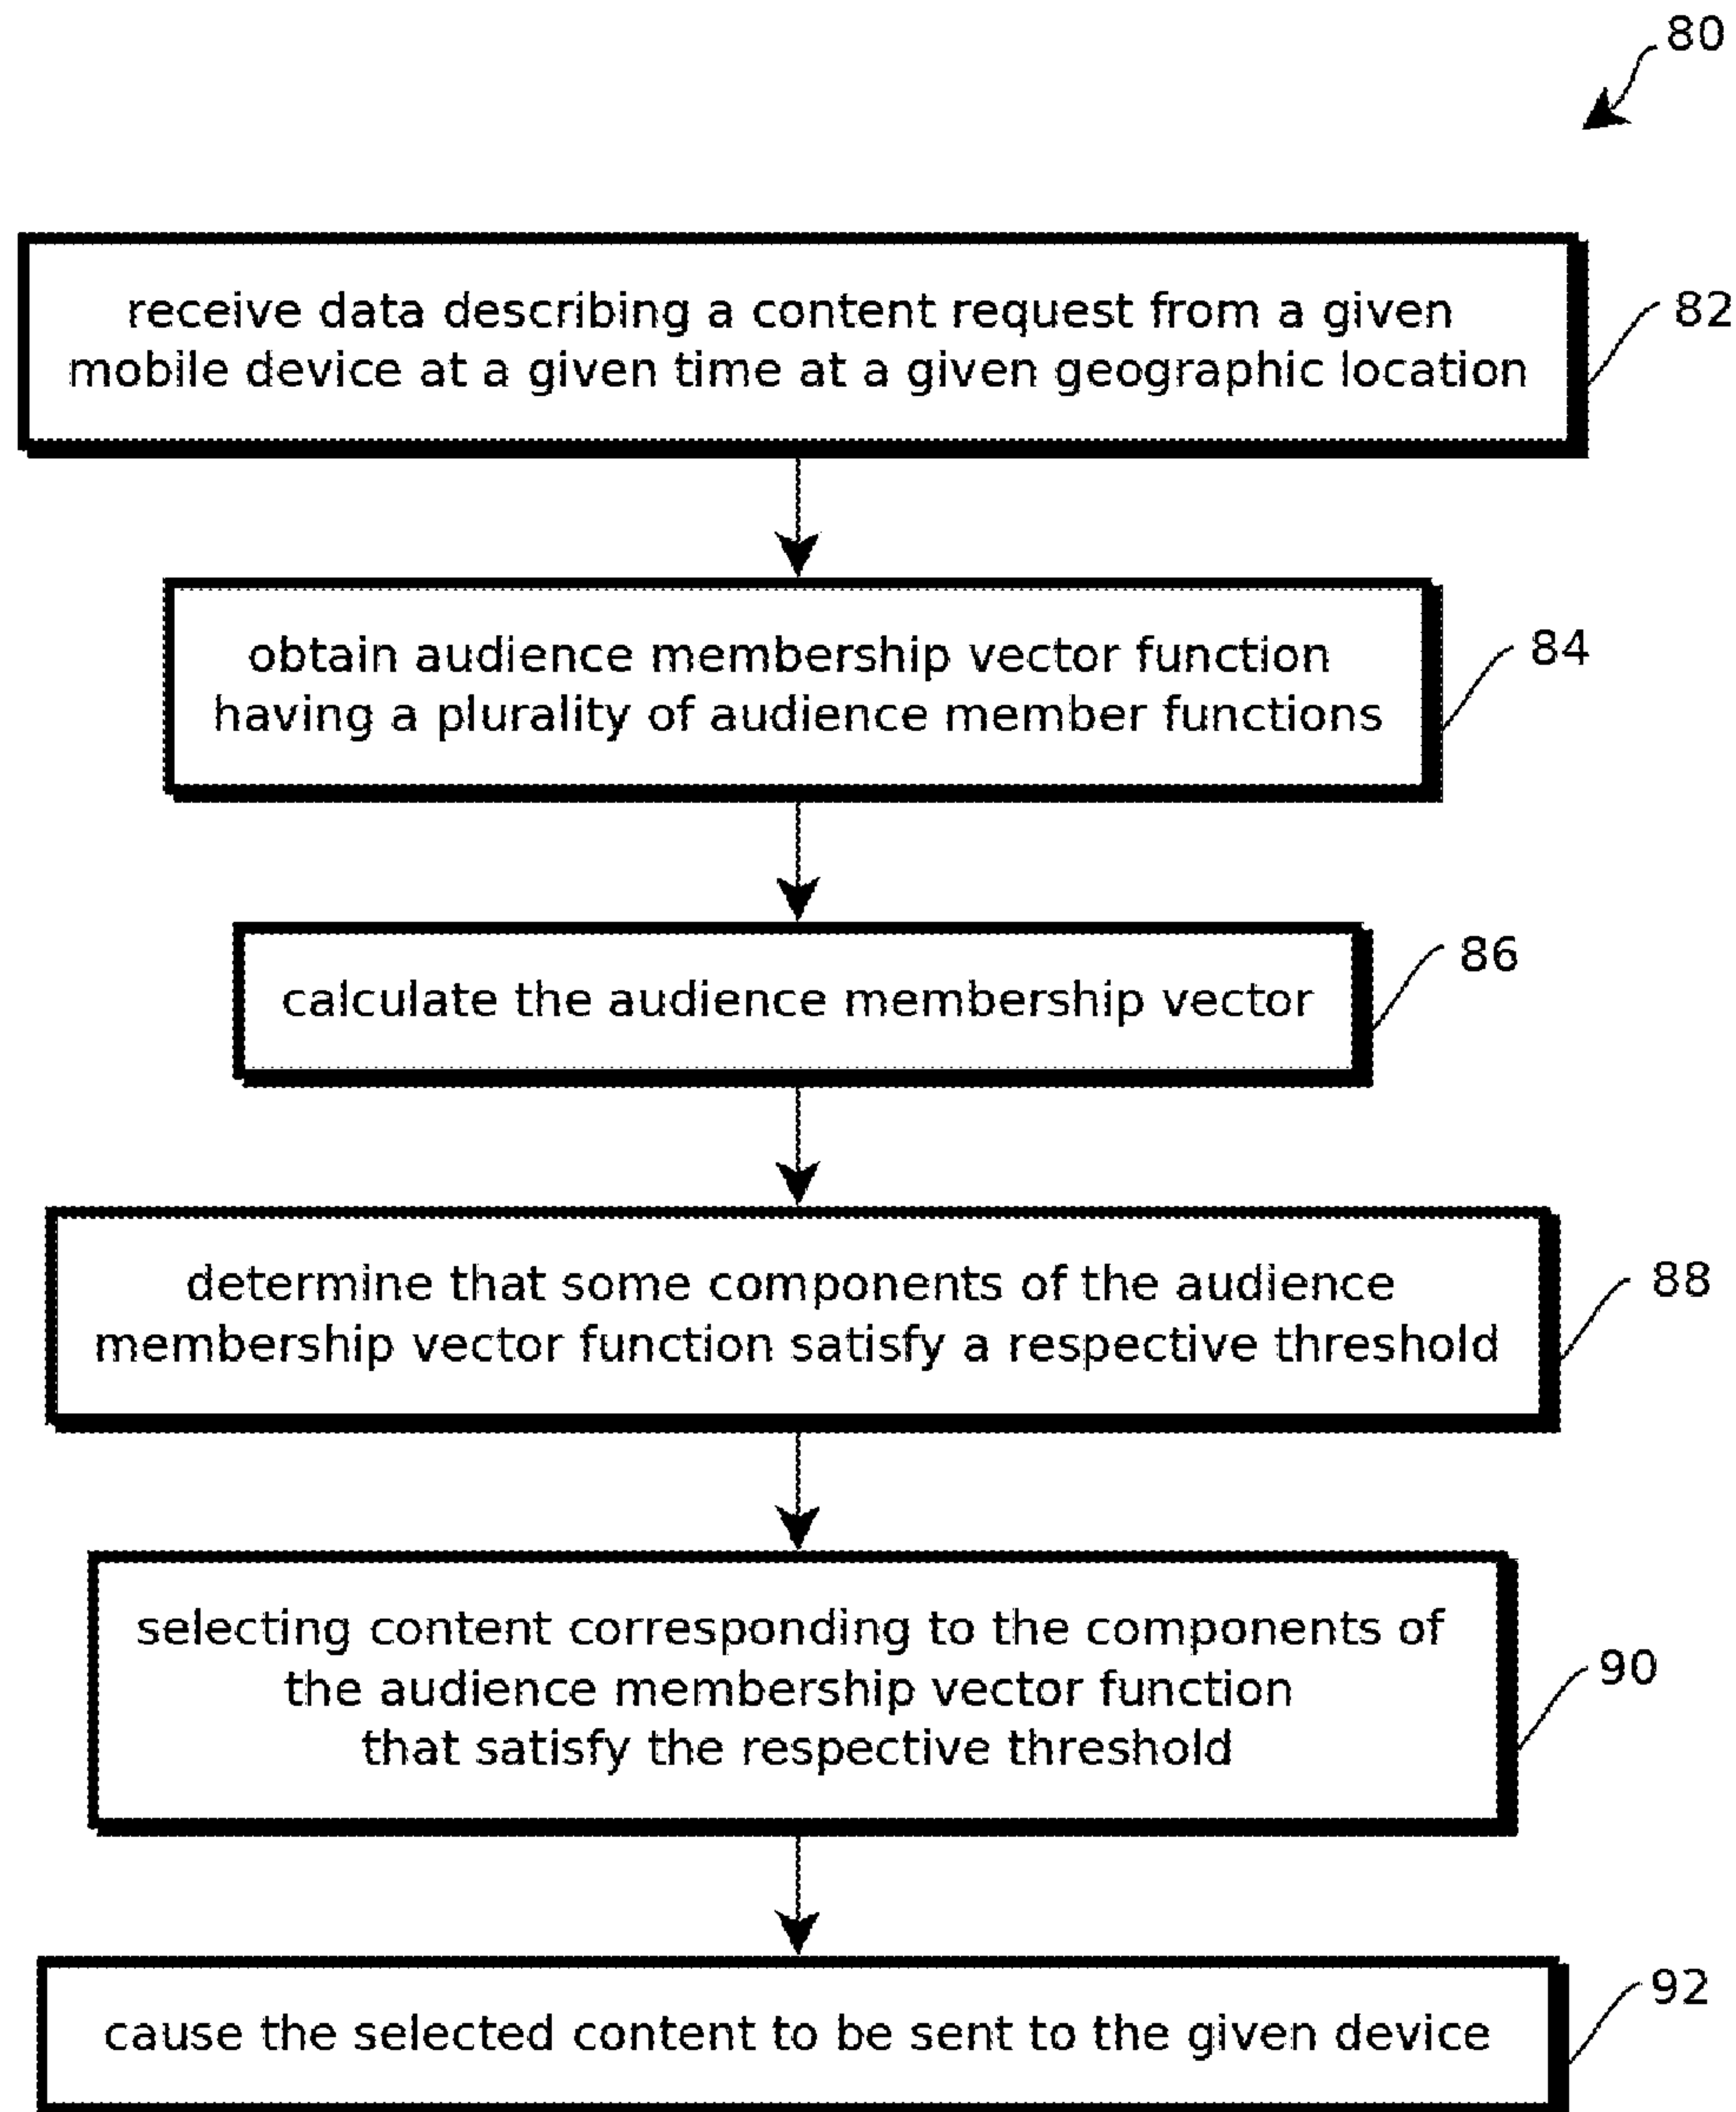 80
receive data describing a content request from a given
mobile device at a given time at a given geographic location
82
obtain audience membership vector function
having a plurality of audience member functions
84
calculate the audience membership vector
86
determine that some components of the audience
membership vector function satisfy a respective threshold
88
selecting content corresponding to the components of
the audience membership vector function
that satisfy the respective threshold
90
cause the selected content to be sent to the given device
92